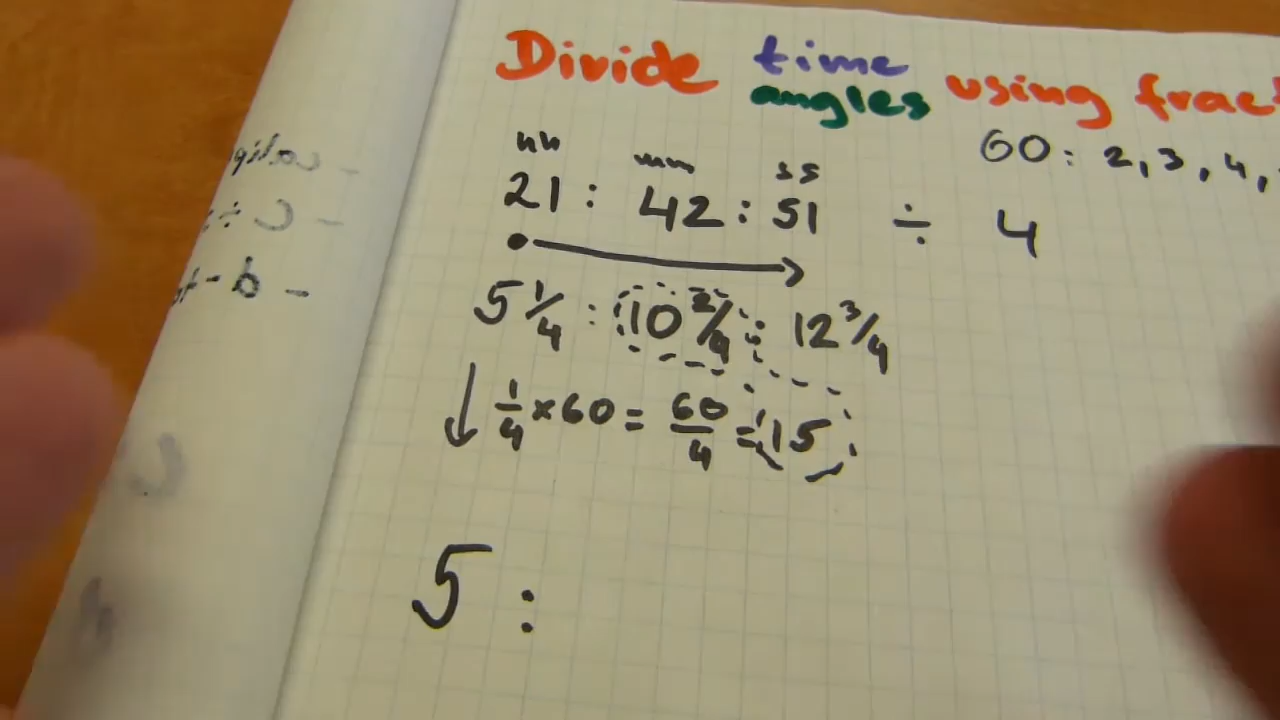 Divide time angles using frac
60: 2, 3, 4,
hh mm ss
21 : 42 : 51 ÷ 4
5 1/4 : 10 2/4 : 12 3/4
1/4 × 60 = 60/4 = 15
5 :